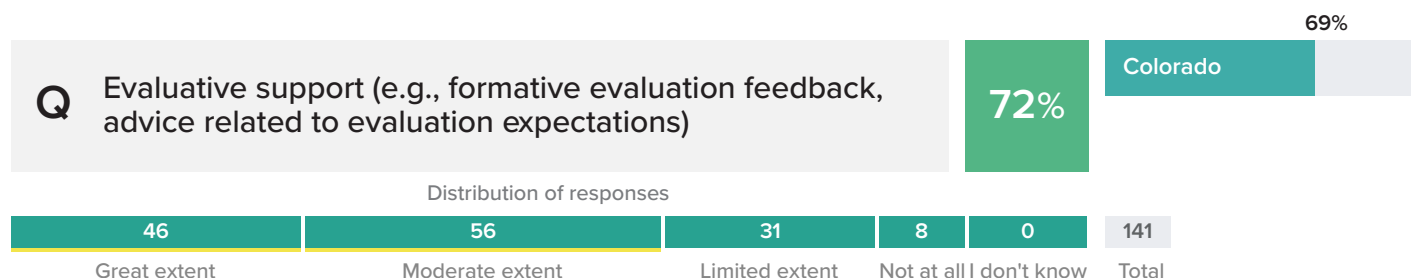 69%
Q Evaluative support (e.g., formative evaluation feedback,
advice related to evaluation expectations)
72%
Colorado
Distribution of responses
46 56 31 8 0 141
Great extent Moderate extent Limited extent Not at all I don't know Total